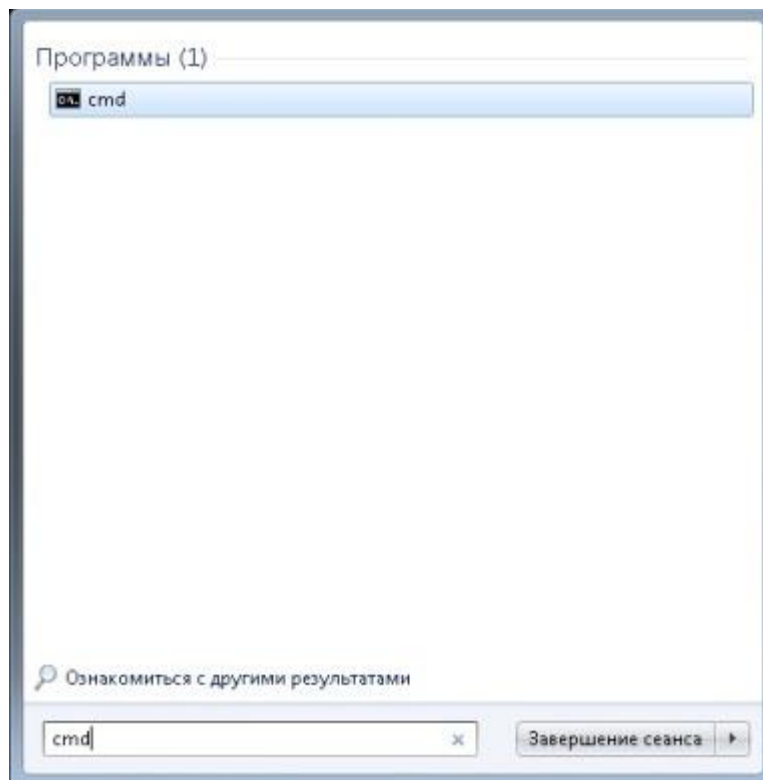 Программы (1)
cmd
Ознакомиться с другими результатами
cmd
Завершение сеанса